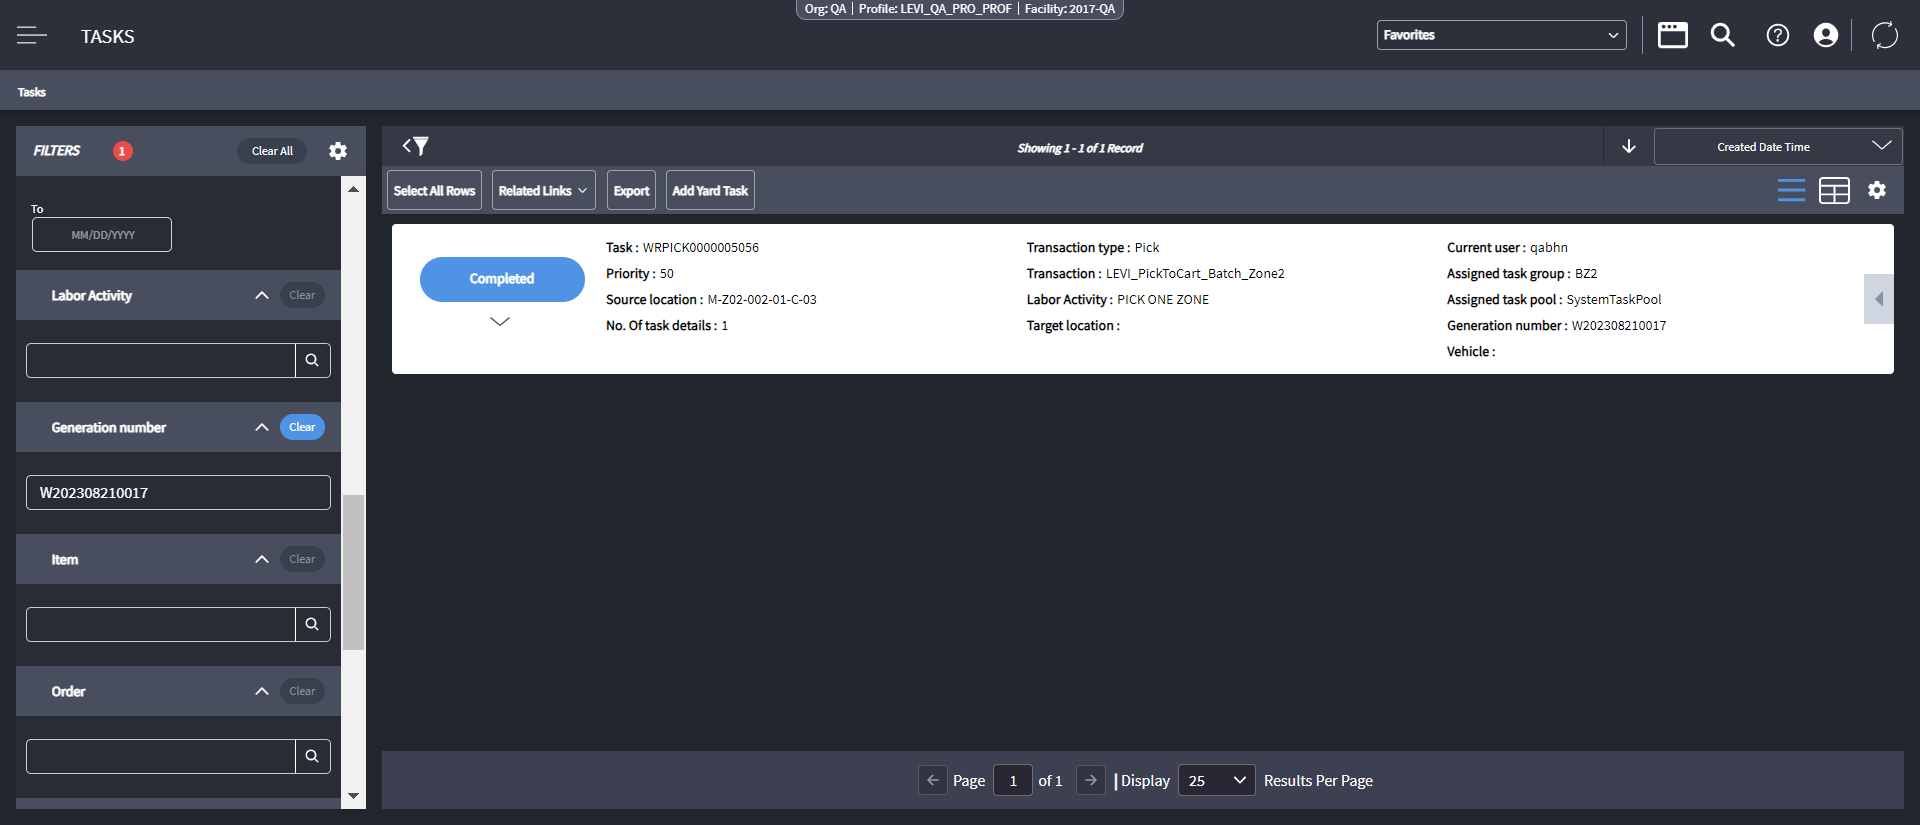 Org: QA | Profile: LEVI_QA_PRO_PROF | Facility: 2017-QA
TASKS
Favorites
Tasks
FILTERS 1 Clear All
Showing 1 - 1 of 1 Record
Created Date Time
Select All Rows Related Links Export Add Yard Task
To
MM/DD/YYYY
Labor Activity Clear
Generation number Clear
W202308210017
Item Clear
Order Clear
Completed
Task : WRPICK0000005056
Priority : 50
Source location : M-Z02-002-01-C-03
No. Of task details : 1
Transaction type : Pick
Transaction : LEVI_PickToCart_Batch_Zone2
Labor Activity : PICK ONE ZONE
Target location :
Current user : qabhn
Assigned task group : BZ2
Assigned task pool : SystemTaskPool
Generation number : W202308210017
Vehicle :
Page 1 of 1 | Display 25 Results Per Page